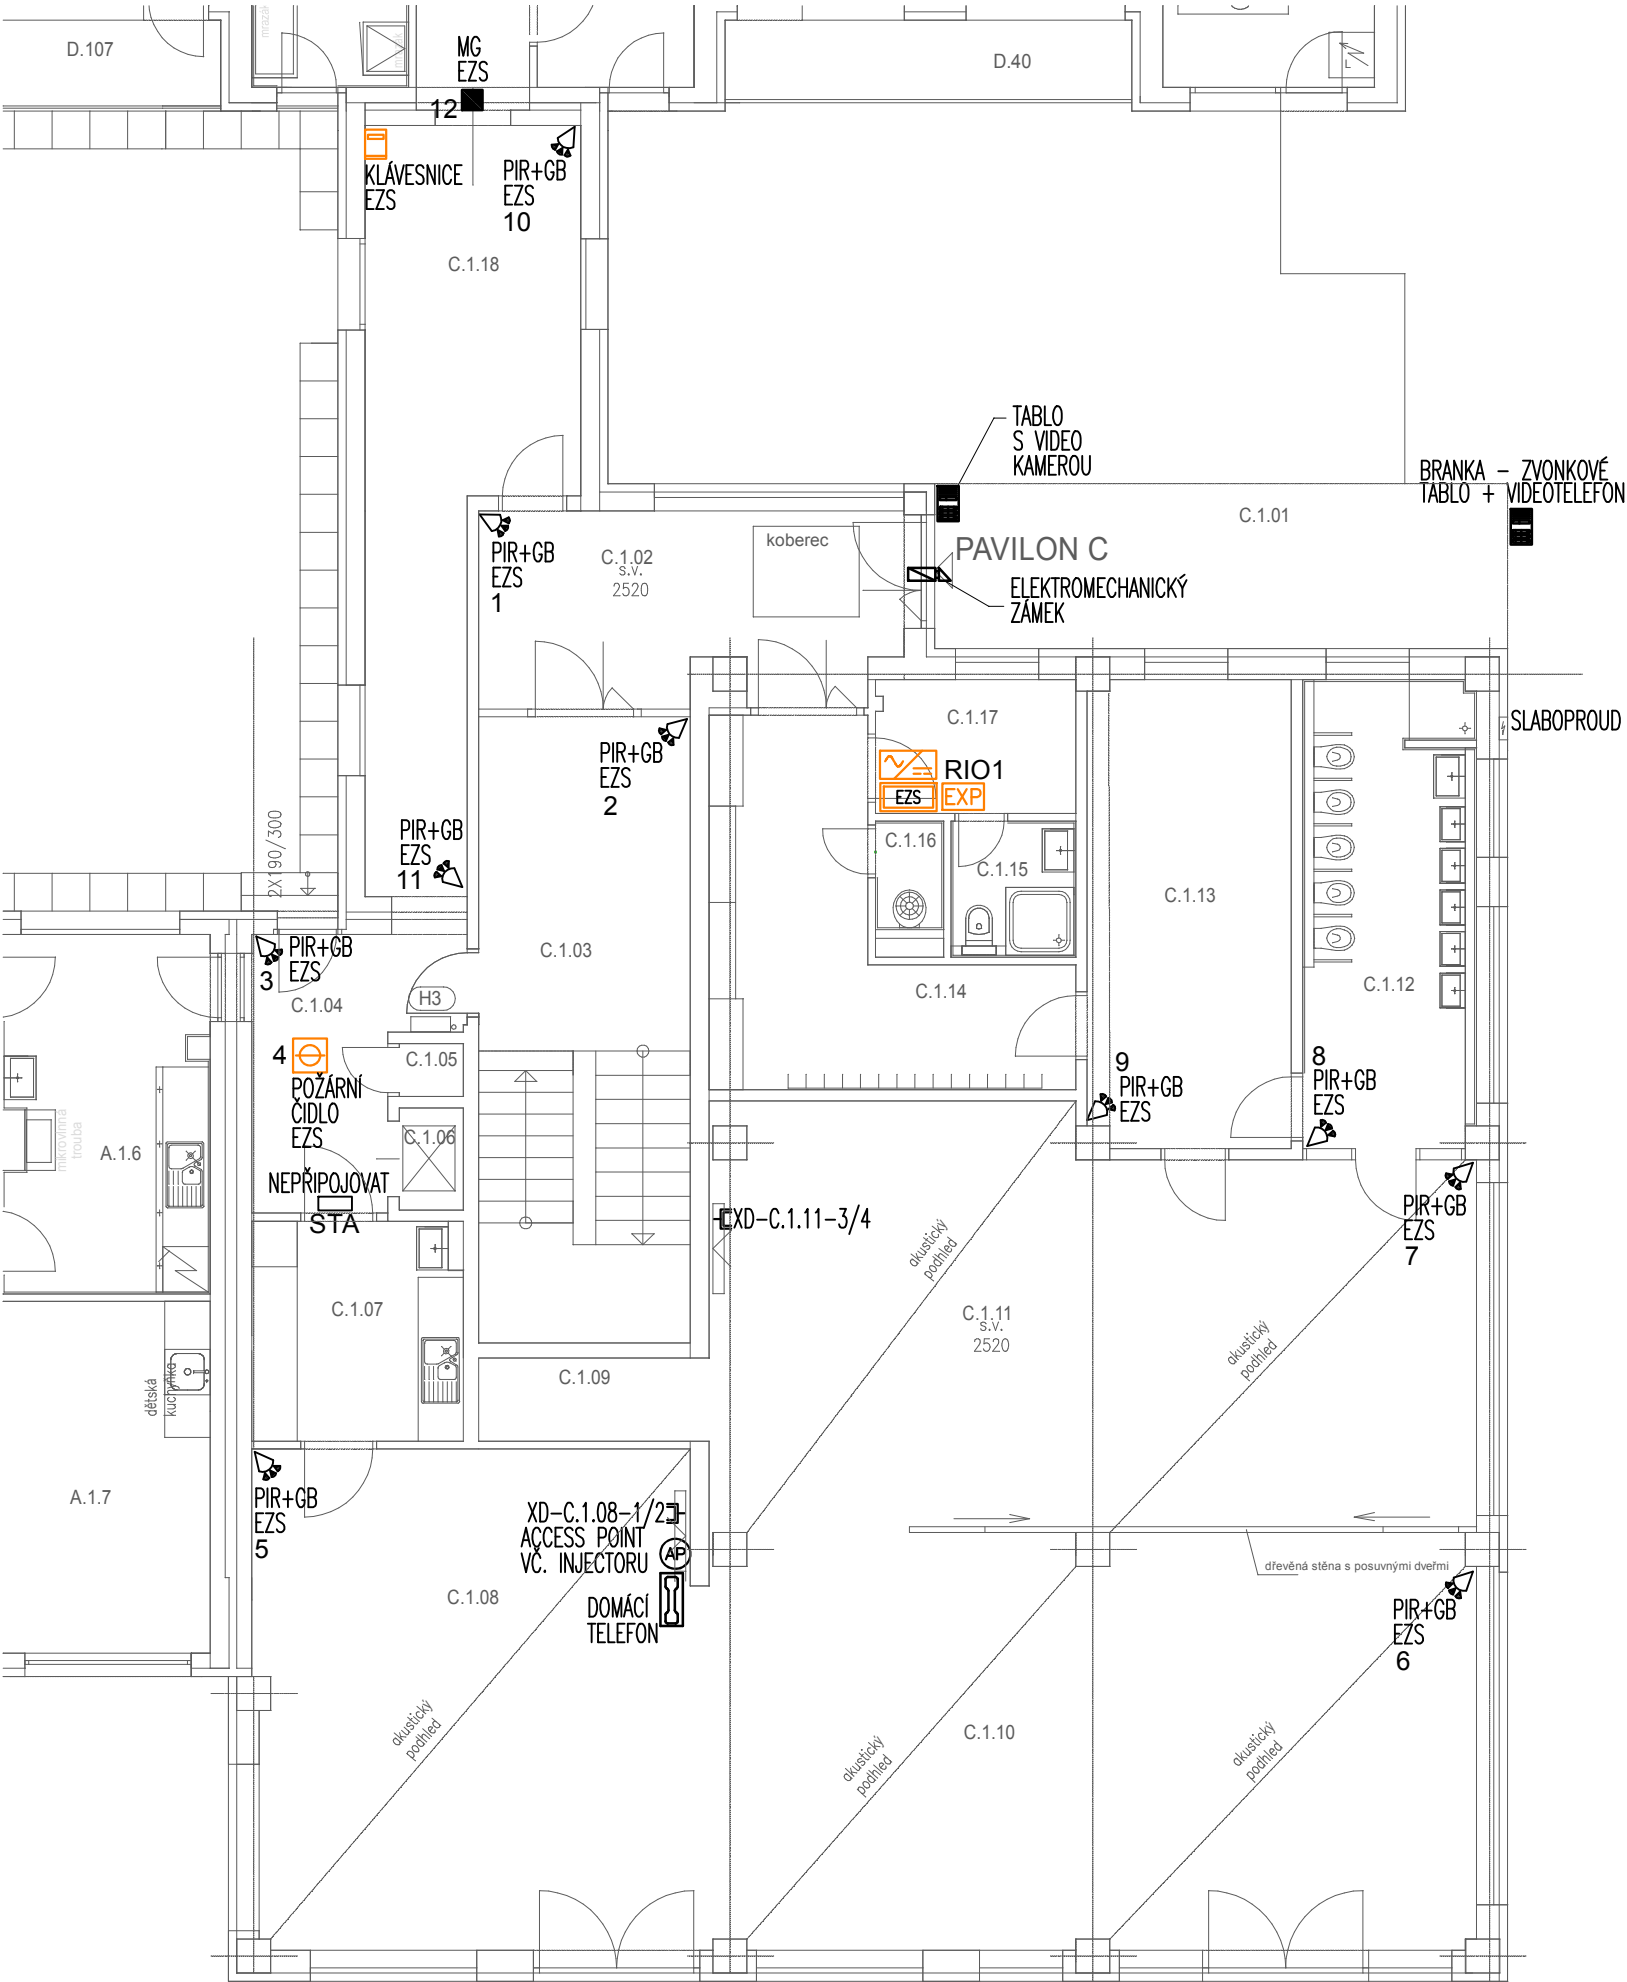 D.107
mrazák
mrazák
MG
EZS
12
D.40
KLÁVESNICE
EZS
PIR+GB
EZS
10
C.1.18
TABLO
S VIDEO
KAMEROU
BRANKA - ZVONKOVÉ
TABLO + VIDEOTELEFON
C.1.01
PIR+GB
EZS
1
C.1.02
s.v.
2520
koberec
PAVILON C
ELEKTROMECHANICKÝ
ZÁMEK
C.1.17
SLABOPROUD
PIR+GB
EZS
2
RIO1
EZS
EXP
2X190/300
PIR+GB
EZS
11
C.1.16
C.1.15
C.1.13
3
PIR+GB
EZS
C.1.03
C.1.04
H3
C.1.14
C.1.12
4
POŽÁRNÍ
ČIDLO
EZS
C.1.05
9
PIR+GB
EZS
8
PIR+GB
EZS
mikrovlnná
trouba
A.1.6
C.1.06
NEPŘIPOJOVAT
STA
XD-C.1.11-3/4
akustický
podhled
PIR+GB
EZS
7
C.1.07
C.1.11
s.v.
2520
akustický
podhled
dětská
kuchyňka
C.1.09
A.1.7
PIR+GB
EZS
5
XD-C.1.08-1/2
ACCESS POINT
VČ. INJECTORU
AP
dřevěná stěna s posuvnými dveřmi
C.1.08
DOMÁCÍ
TELEFON
PIR+GB
EZS
6
akustický
podhled
akustický
podhled
C.1.10
akustický
podhled